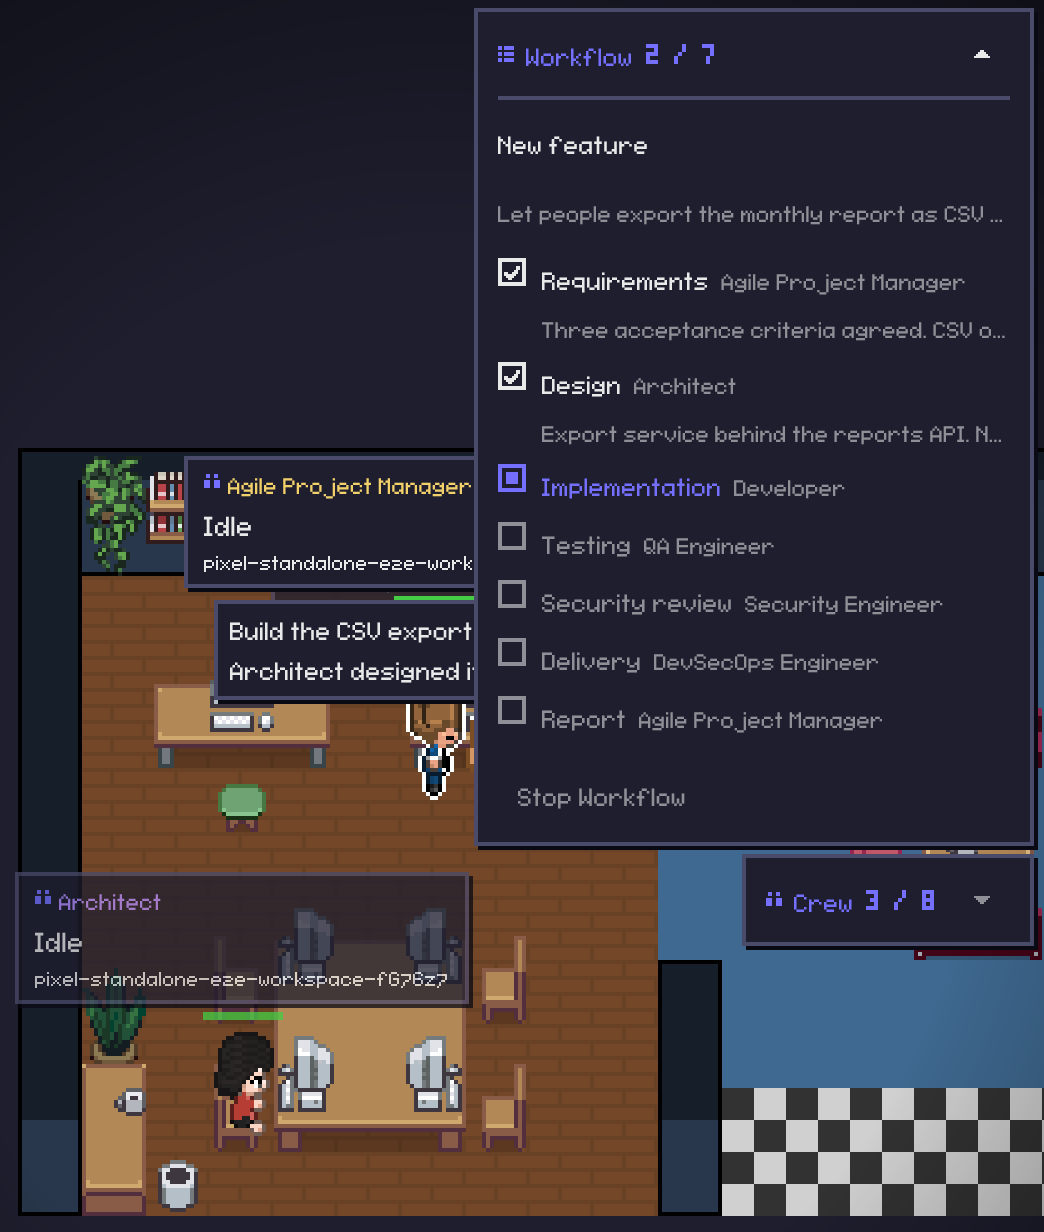 Workflow 2 / 7
New feature
Let people export the monthly report as CSV ...
Requirements Agile Project Manager
Three acceptance criteria agreed. CSV o...
Design Architect
Export service behind the reports API. N...
Implementation Developer
Testing QA Engineer
Security review Security Engineer
Delivery DevSecOps Engineer
Report Agile Project Manager
Stop Workflow
Agile Project Manager
Idle
pixel-standalone-eze-work
Build the CSV export
Architect designed i
Crew 3 / 8
Architect
Idle
pixel-standalone-eze-workspace-fG76z7